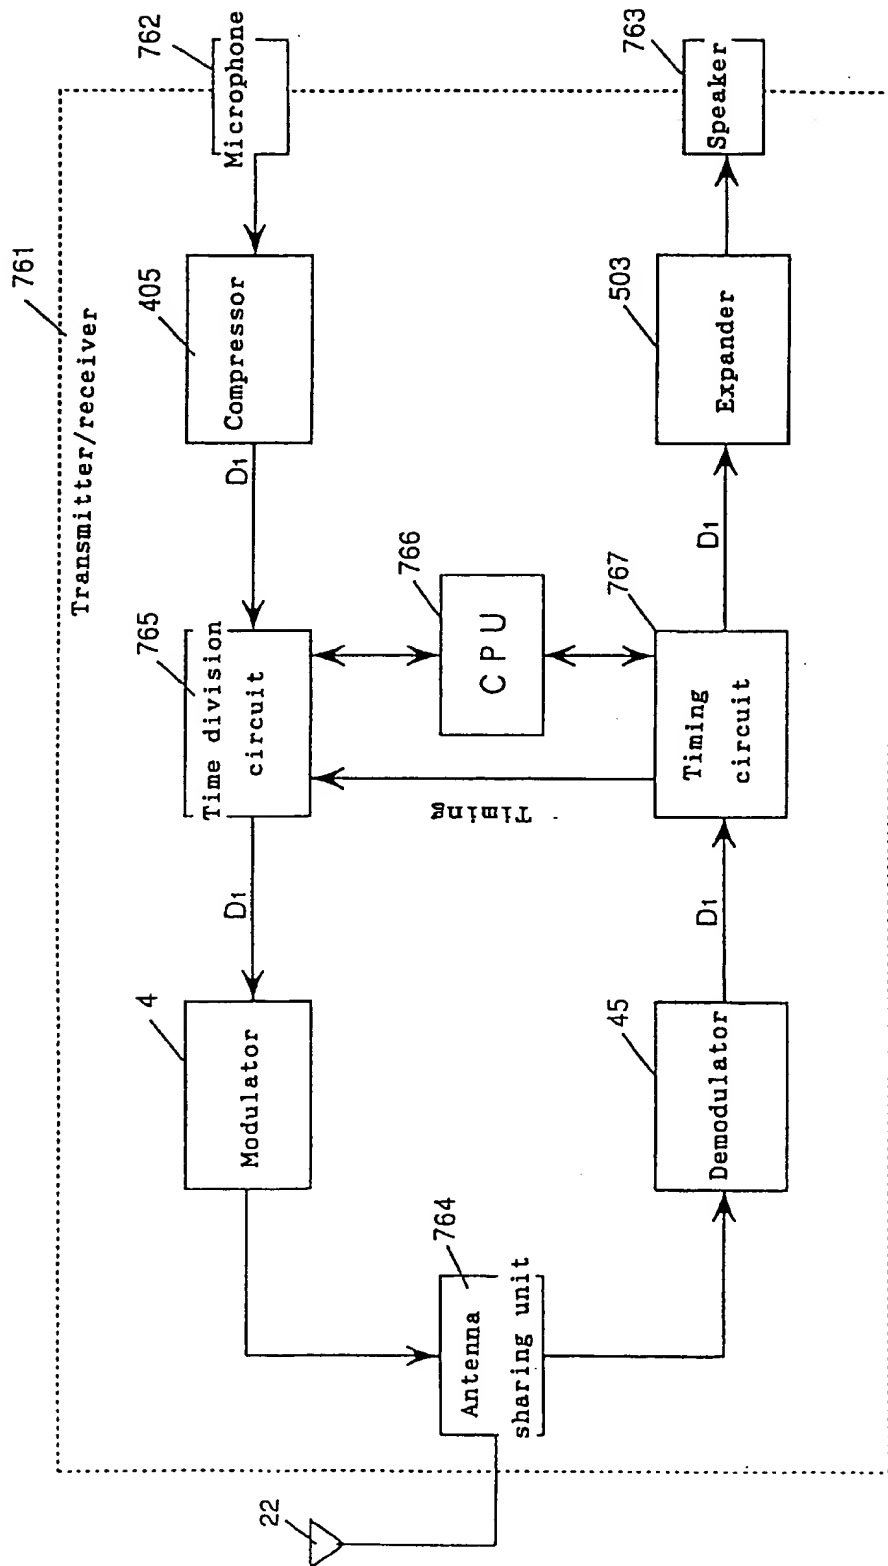 761
Transmitter/receiver
22
764
Antenna
sharing unit
4
Modulator
D1
765
Time division
circuit
D1
405
Compressor
762
Microphone
766
CPU
Timing
45
Demodulator
D1
767
Timing
circuit
D1
503
Expander
763
Speaker